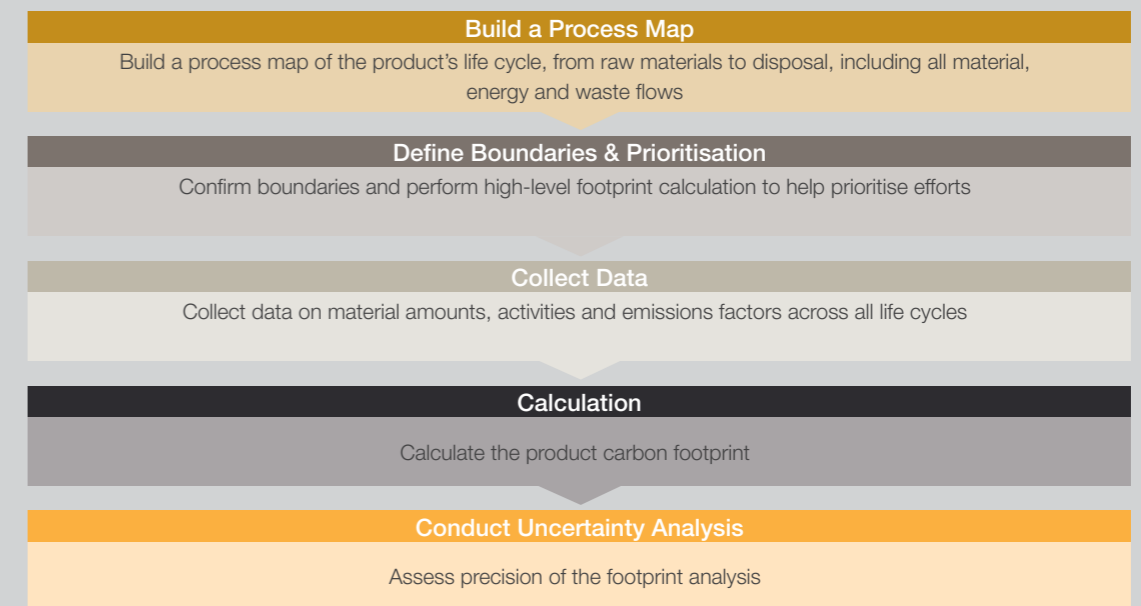 Build a Process Map
Build a process map of the product’s life cycle, from raw materials to disposal, including all material,
energy and waste flows
Define Boundaries & Prioritisation
Confirm boundaries and perform high-level footprint calculation to help prioritise efforts
Collect Data
Collect data on material amounts, activities and emissions factors across all life cycles
Calculation
Calculate the product carbon footprint
Conduct Uncertainty Analysis
Assess precision of the footprint analysis